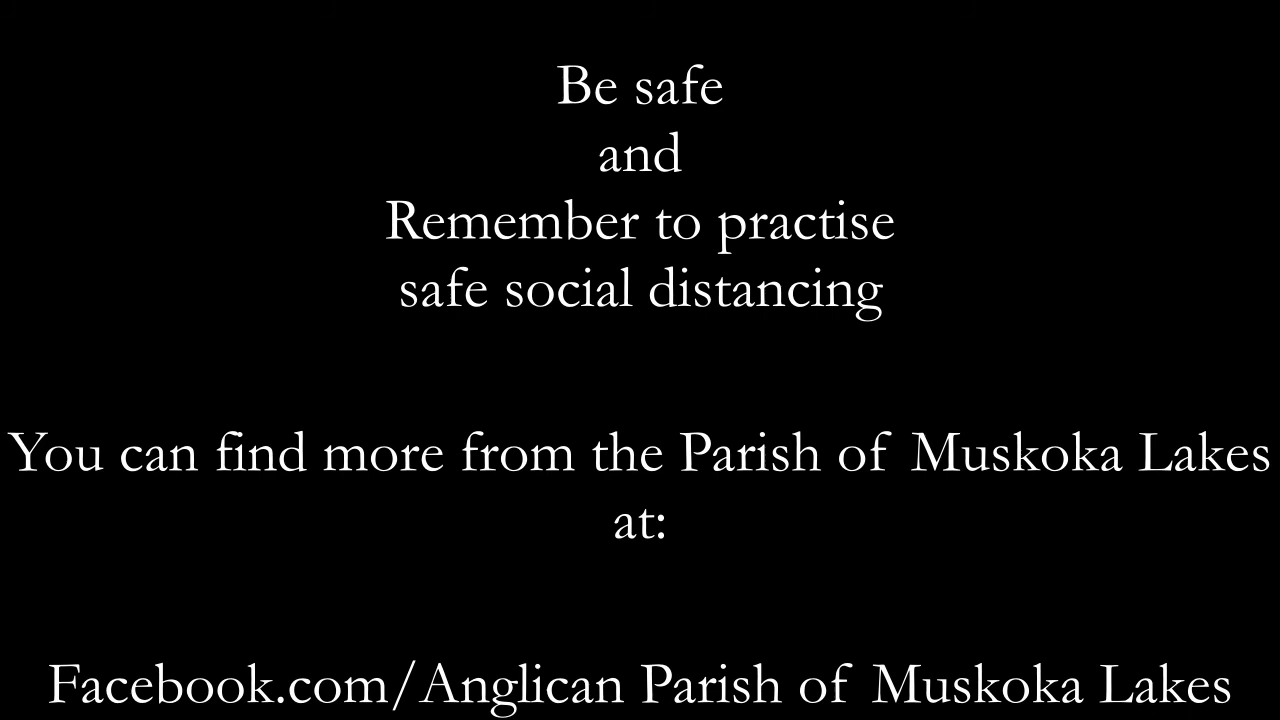 Be safe
and
Remember to practise
safe social distancing
You can find more from the Parish of Muskoka Lakes
at:
Facebook.com/Anglican Parish of Muskoka Lakes